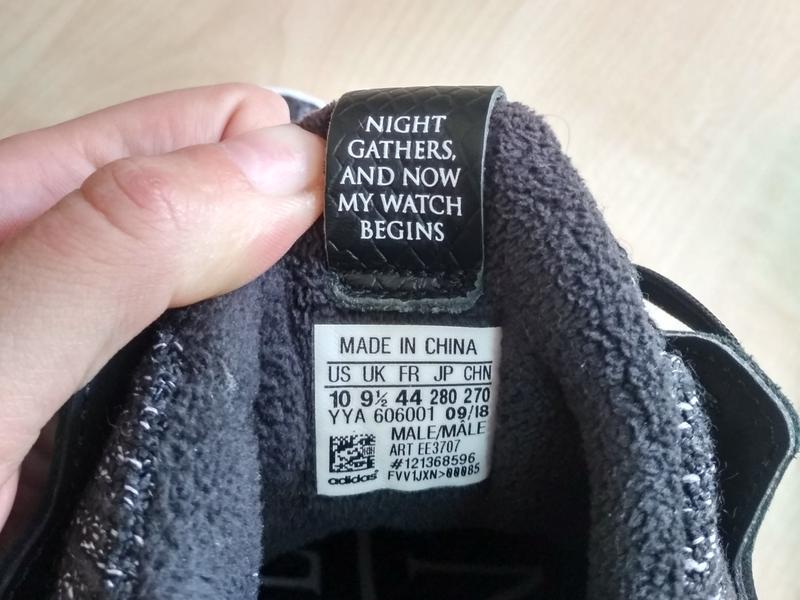 NIGHT
GATHERS,
AND NOW
MY WATCH
BEGINS
MADE IN CHINA
US UK FR JP CHN
10 9½ 44 280 270
YYA 606001 09/18
MALE/MÂLE
ART EE3707
#121368596
FVV1JXN>00085
adidas